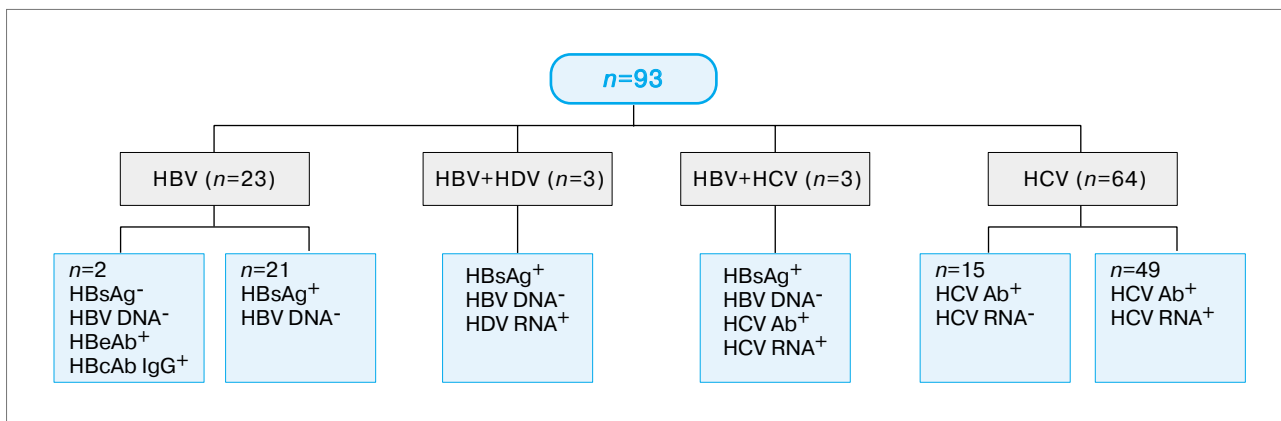 n=93
HBV (n=23)
HBV+HDV (n=3)
HBV+HCV (n=3)
HCV (n=64)
n=2
HBsAg⁻
HBV DNA⁻
HBeAb⁺
HBcAb IgG⁺
n=21
HBsAg⁺
HBV DNA⁻
HBsAg⁺
HBV DNA⁻
HDV RNA⁺
HBsAg⁺
HBV DNA⁻
HCV Ab⁺
HCV RNA⁺
n=15
HCV Ab⁺
HCV RNA⁻
n=49
HCV Ab⁺
HCV RNA⁺